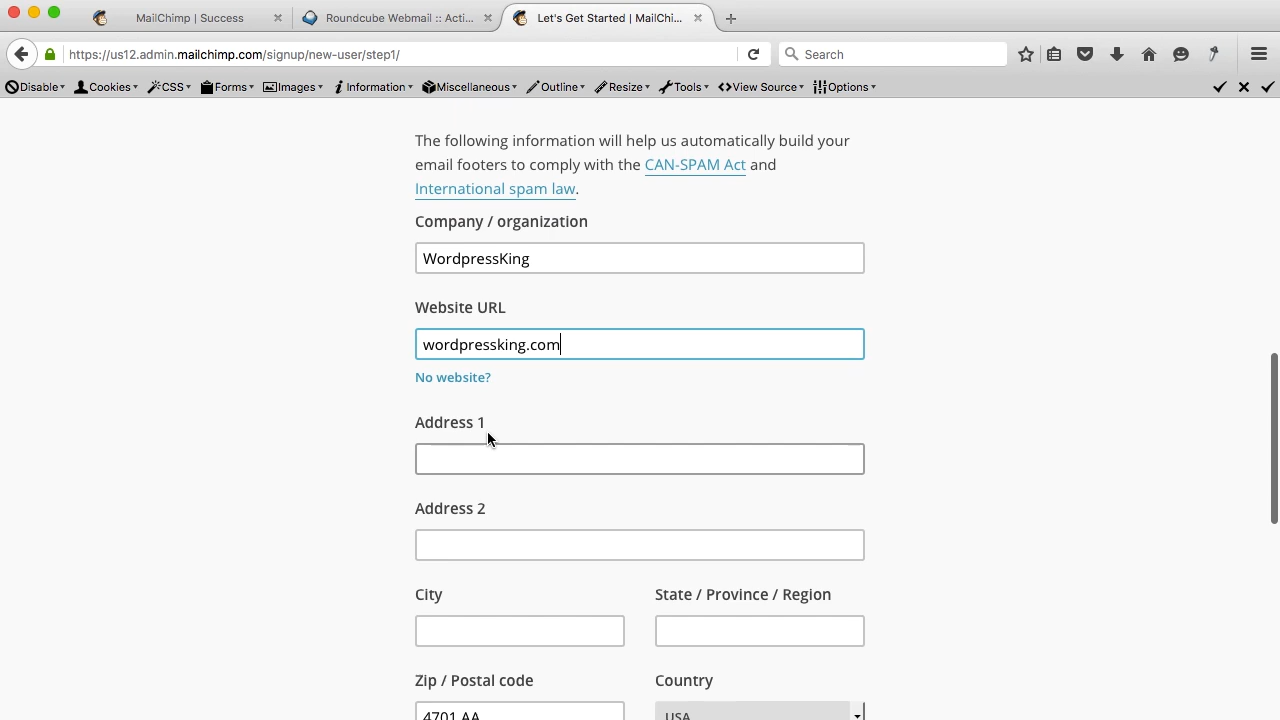 MailChimp | Success
Roundcube Webmail :: Acti...
Let's Get Started | MailChi...
https://us12.admin.mailchimp.com/signup/new-user/step1/
Search
Disable
Cookies
CSS
Forms
Images
Information
Miscellaneous
Outline
Resize
Tools
View Source
Options
The following information will help us automatically build your
email footers to comply with the CAN-SPAM Act and
International spam law.
Company / organization
WordpressKing
Website URL
wordpressking.com
No website?
Address 1
Address 2
City
State / Province / Region
Zip / Postal code
Country
4701 AA
USA